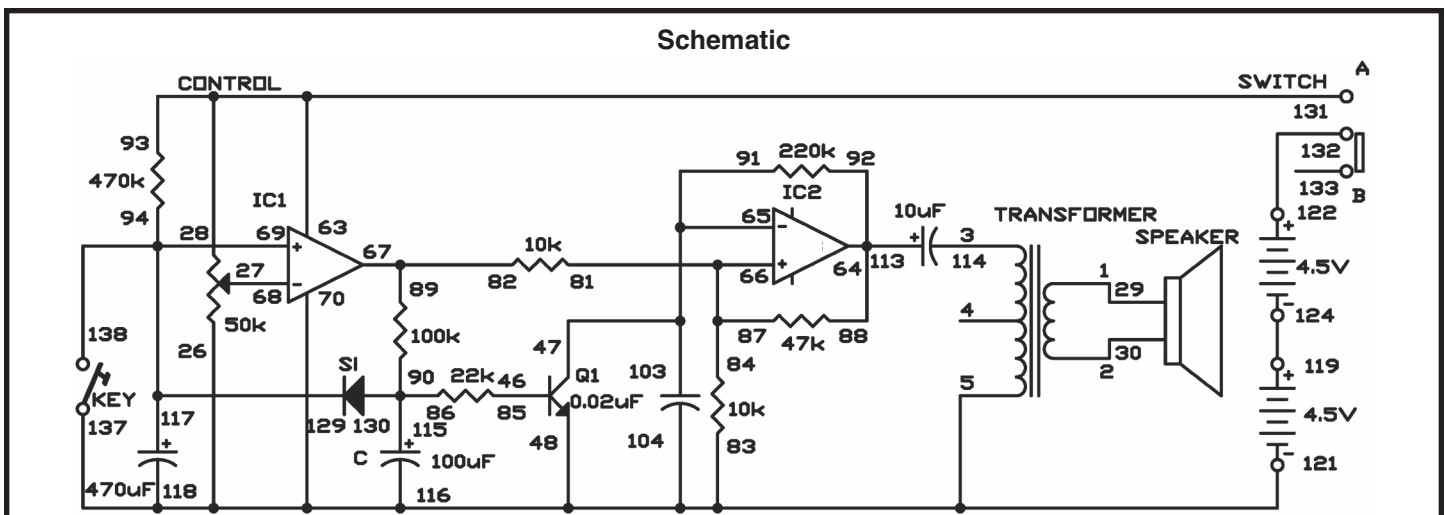 Schematic
CONTROL
SWITCH
A
131
93
470k
94
IC1
63
28
69
+
67
27
68
-
70
50k
26
91
220k
92
IC2
65
-
66
+
64
113
10k
82
81
10uF
+
3
114
TRANSFORMER
SPEAKER
132
133
B
122
+
4.5V
-
124
1
29
30
2
4
5
119
+
4.5V
-
121
89
100k
90
87
47k
88
138
KEY
137
S1
129
130
22k
46
86
85
47
Q1
48
0.02uF
103
104
84
10k
83
117
+
470uF
118
115
+
C
100uF
116